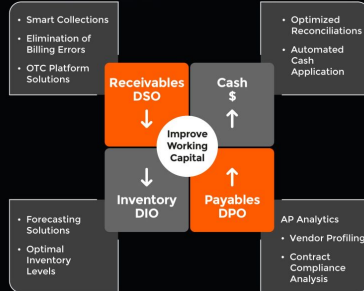 • Smart Collections
• Elimination of
Billing Errors
• OTC Platform
Solutions
• Optimized
Reconciliations
• Automated
Cash
Application
Receivables
DSO
↓
Cash
$
↑
Improve
Working
Capital
↓
Inventory
DIO
↑
Payables
DPO
• Forecasting
Solutions
• Optimal
Inventory
Levels
AP Analytics
• Vendor Profiling
• Contract
Compliance
Analysis